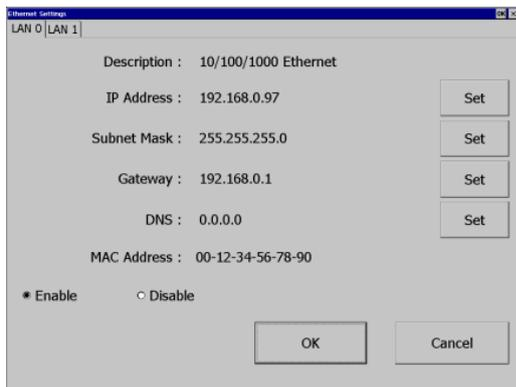 Ethernet Settings OK ×
LAN 0 LAN 1
Description : 10/100/1000 Ethernet
IP Address : 192.168.0.97 Set
Subnet Mask : 255.255.255.0 Set
Gateway : 192.168.0.1 Set
DNS : 0.0.0.0 Set
MAC Address : 00-12-34-56-78-90
Enable Disable
OK Cancel